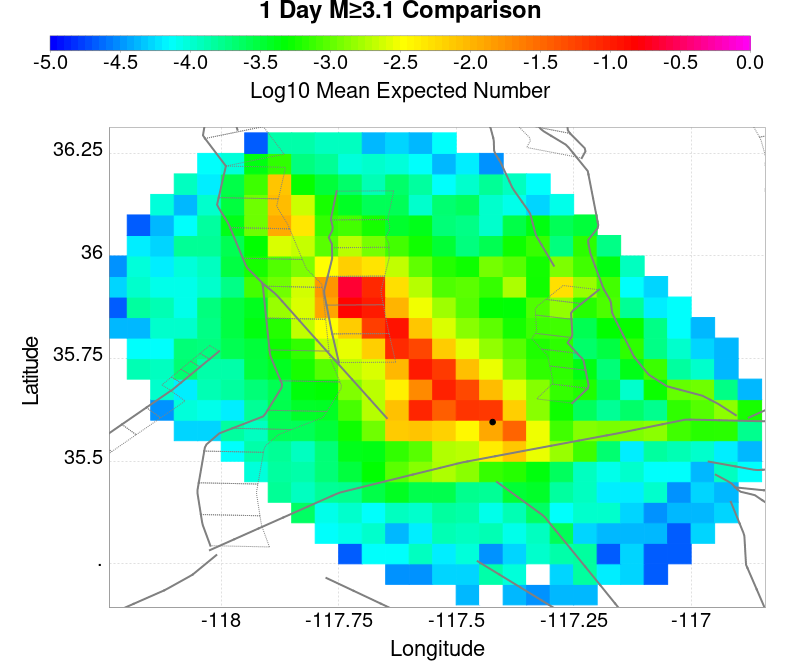 1 Day M≥3.1 Comparison
-5.0 -4.5 -4.0 -3.5 -3.0 -2.5 -2.0 -1.5 -1.0 -0.5 0.0
Log10 Mean Expected Number
36.25
36
35.75
35.5
.
Latitude
-118 -117.75 -117.5 -117.25 -117
Longitude